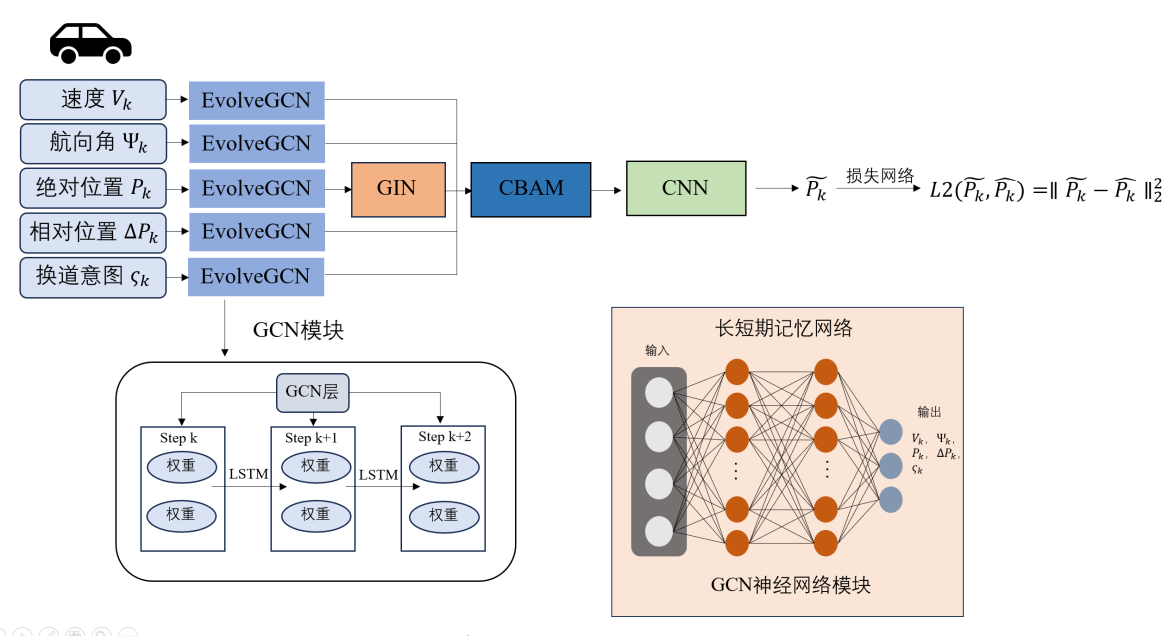 速度 V_k
EvolveGCN
航向角 Ψ_k
EvolveGCN
绝对位置 P_k
EvolveGCN
GIN
CBAM
CNN
P̃_k
损失网络
L2(P̃_k, P̂_k) =∥ P̃_k − P̂_k ∥₂²
相对位置 ΔP_k
EvolveGCN
换道意图 ς_k
EvolveGCN
GCN模块
GCN层
Step k
权重
权重
LSTM
Step k+1
权重
权重
LSTM
Step k+2
权重
权重
长短期记忆网络
输入
输出
V_k, Ψ_k,
P_k, ΔP_k,
ς_k
GCN神经网络模块